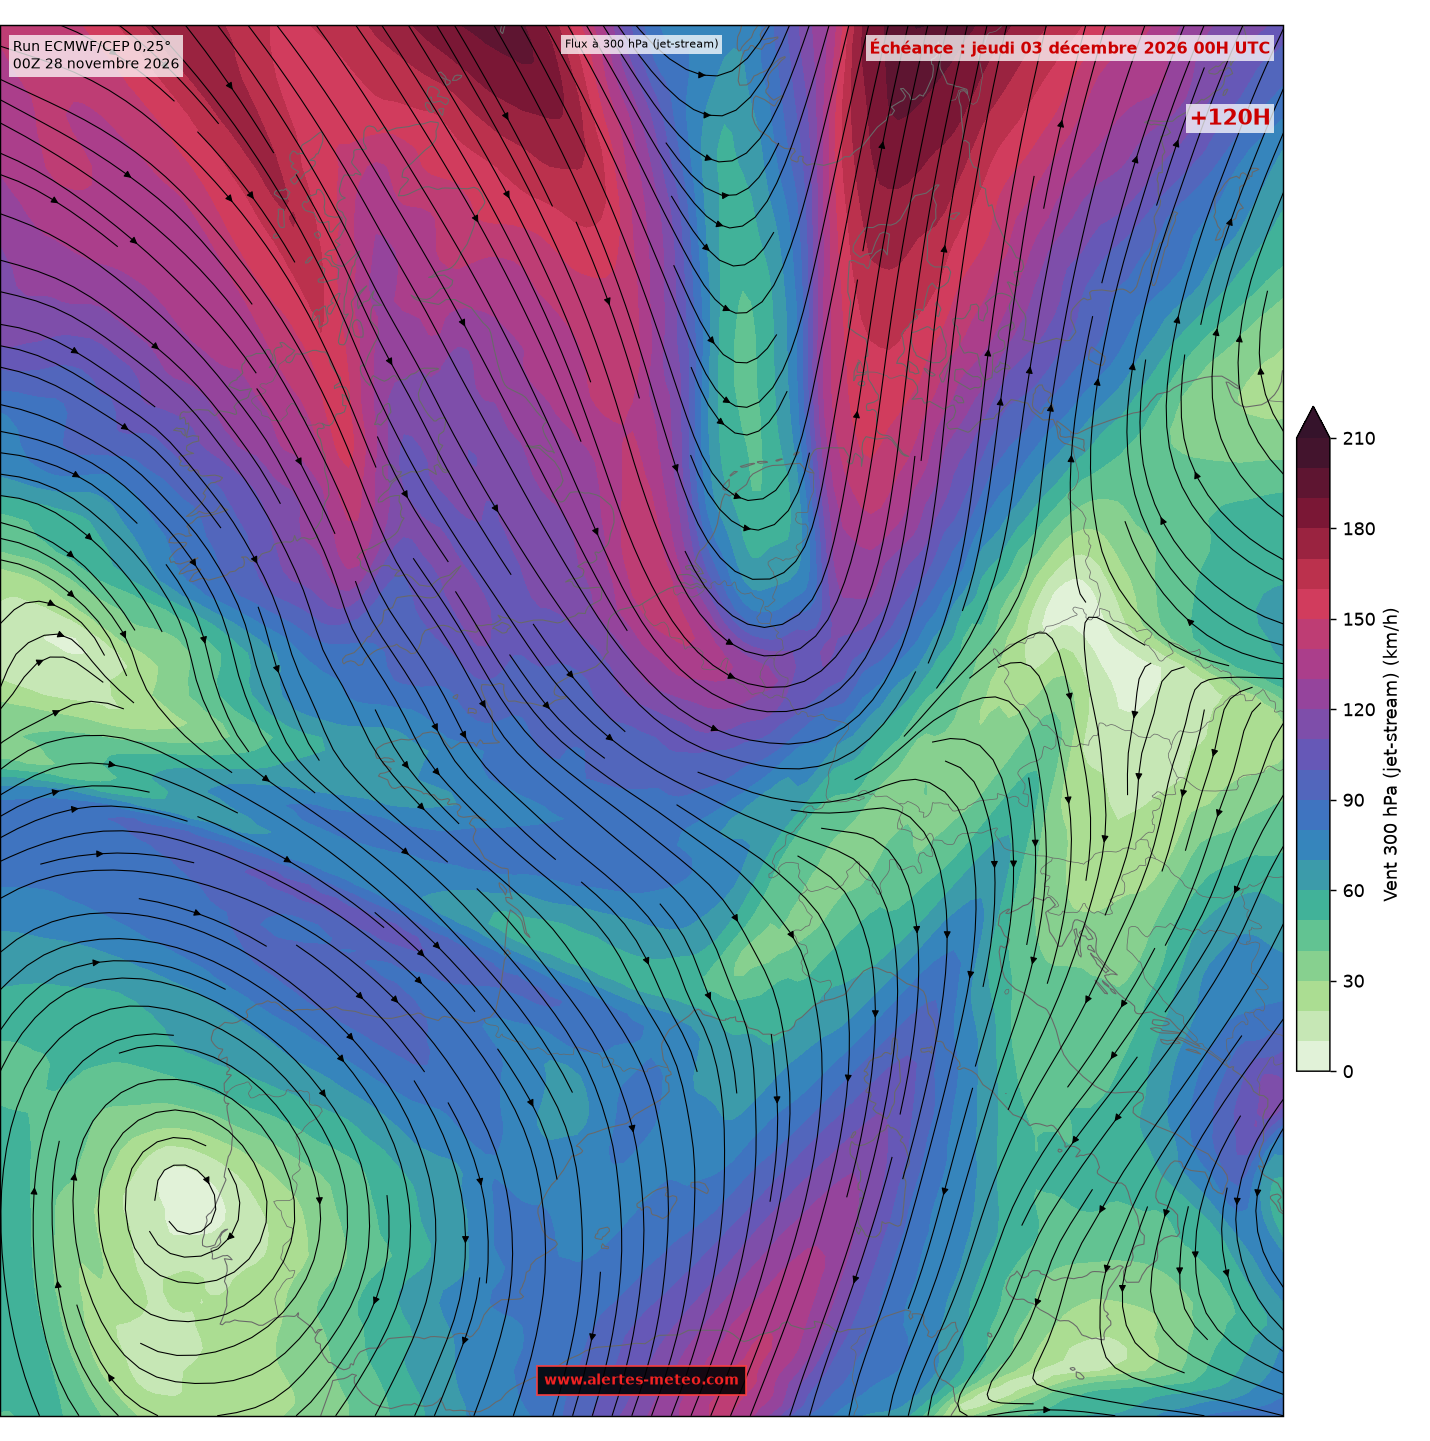 Run ECMWF/CEP 0,25°
00Z 28 novembre 2026
Flux à 300 hPa (jet-stream)
Échéance : jeudi 03 décembre 2026 00H UTC
+120H
210
180
150
120
90
60
30
0
Vent 300 hPa (jet-stream) (km/h)
www.alertes-meteo.com